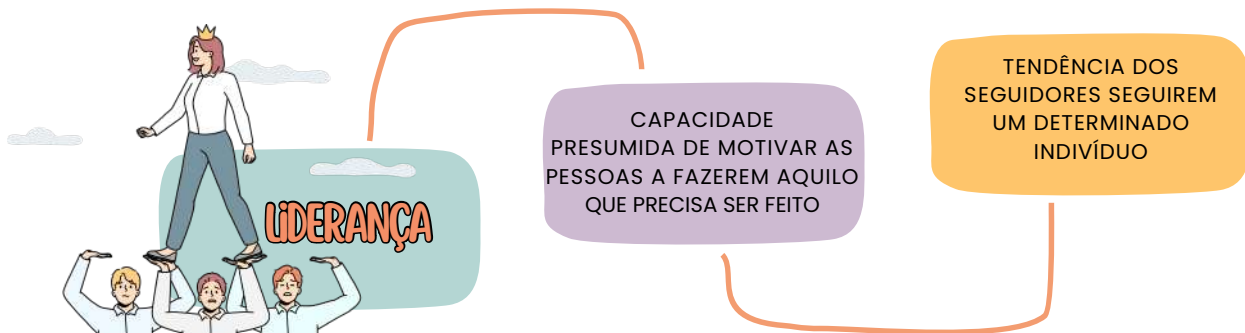 LiDERANÇA
CAPACIDADE
PRESUMIDA DE MOTIVAR AS
PESSOAS A FAZEREM AQUILO
QUE PRECISA SER FEITO
TENDÊNCIA DOS
SEGUIDORES SEGUIREM
UM DETERMINADO
INDIVÍDUO